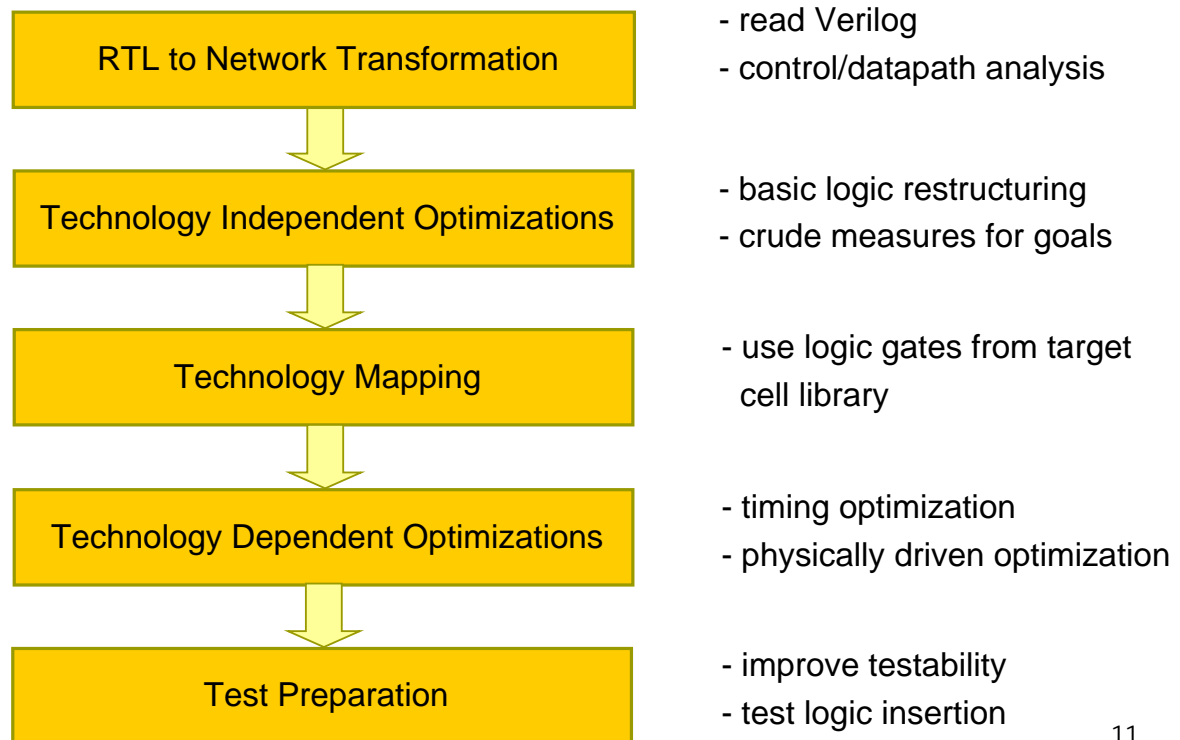 RTL to Network Transformation
- read Verilog
- control/datapath analysis
Technology Independent Optimizations
- basic logic restructuring
- crude measures for goals
Technology Mapping
- use logic gates from target
cell library
Technology Dependent Optimizations
- timing optimization
- physically driven optimization
Test Preparation
- improve testability
- test logic insertion
11